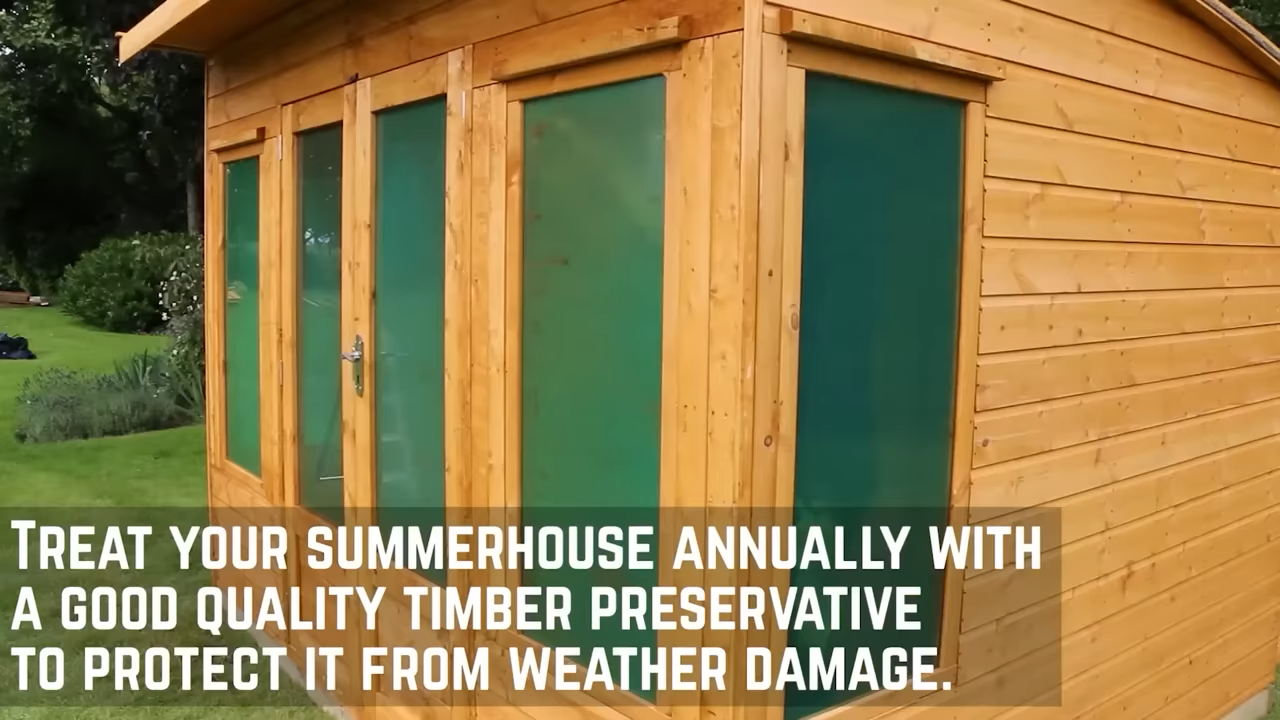 Treat your summerhouse annually with
a good quality timber preservative
to protect it from weather damage.